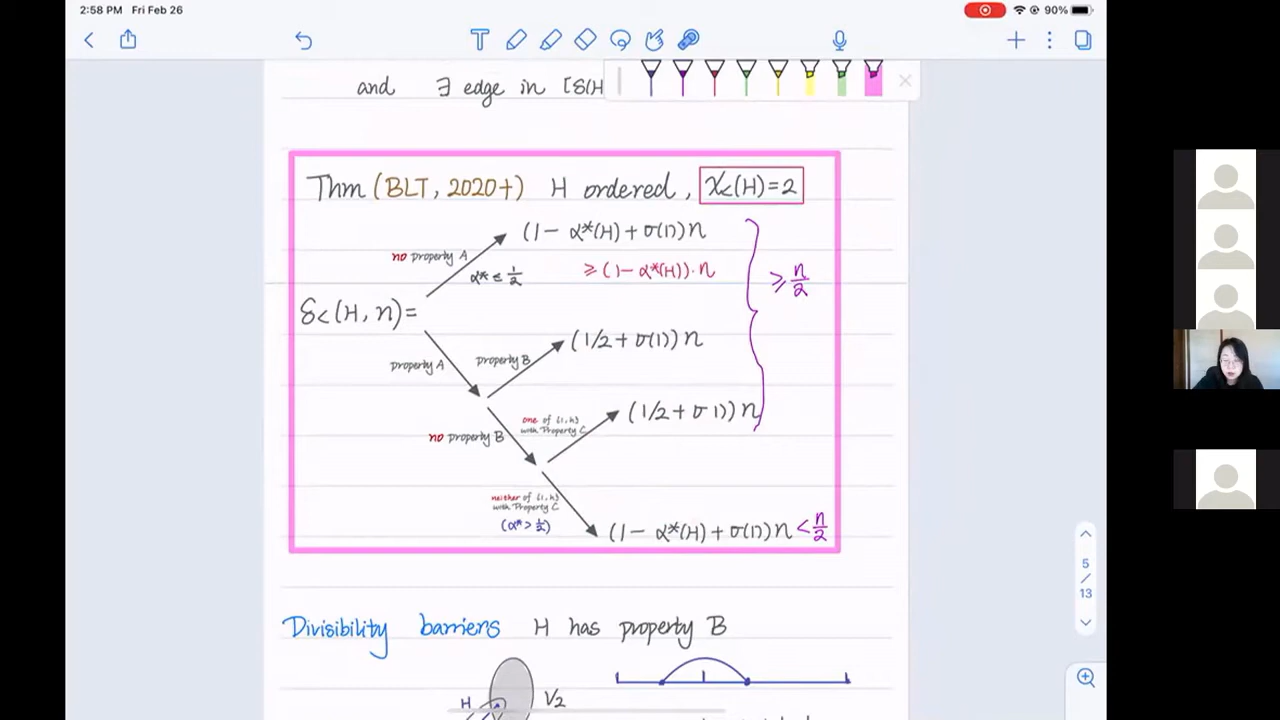 2:58 PM Fri Feb 26
90%
and ∃ edge in [δ(H
Thm (BLT, 2020+) H ordered, χ<(H)=2
(1 - α*(H) + σ(1)) n
no property A
α* ≤ 1/2
≥ (1 - α*(H)) · n
≥ n/2
δ<(H, n) =
(1/2 + σ(1)) n
property B
property A
one of {1,h}
with Property C
(1/2 + σ 1)) n
no property B
neither of {1,h}
with Property C
(α* > 1/2)
(1 - α*(H) + σ(1)) n < n/2
5
/
13
Divisibility barriers H has property B
H
V2